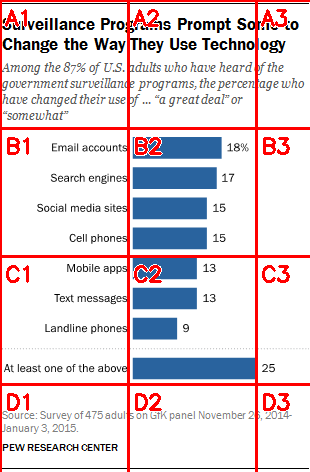 Surveillance Programs Prompt Some to
Change the Way They Use Technology
Among the 87% of U.S. adults who have heard of the
government surveillance programs, the percentage who
have changed their use of ... “a great deal” or
“somewhat”
Email accounts 18%
Search engines 17
Social media sites 15
Cell phones 15
Mobile apps 13
Text messages 13
Landline phones 9
At least one of the above 25
Source: Survey of 475 adults on GfK panel November 26, 2014-
January 3, 2015.
PEW RESEARCH CENTER
A1 A2 A3
B1 B2 B3
C1 C2 C3
D1 D2 D3